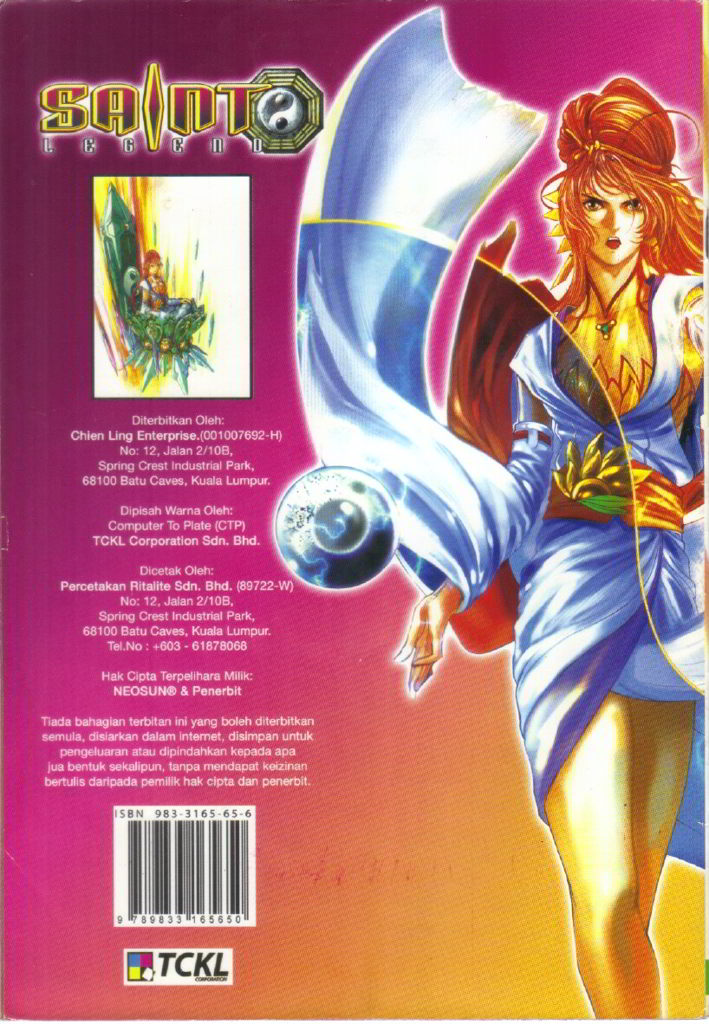 SAINT
LEGEND
Diterbitkan Oleh:
Chien Ling Enterprise.(001007692-H)
No: 12, Jalan 2/10B,
Spring Crest Industrial Park,
68100 Batu Caves, Kuala Lumpur.
Dipisah Warna Oleh:
Computer To Plate (CTP)
TCKL Corporation Sdn. Bhd.
Dicetak Oleh:
Percetakan Ritalite Sdn. Bhd. (89722-W)
No: 12, Jalan 2/10B,
Spring Crest Industrial Park,
68100 Batu Caves, Kuala Lumpur.
Tel.No : +603 - 61878068
Hak Cipta Terpelihara Milik:
NEOSUN® & Penerbit
Tiada bahagian terbitan ini yang boleh diterbitkan
semula, disiarkan dalam internet, disimpan untuk
pengeluaran atau dipindahkan kepada apa
jua bentuk sekalipun, tanpa mendapat keizinan
bertulis daripada pemilik hak cipta dan penerbit.
ISBN 983-3165-65-6
9 789833 165650
TCKL
CORPORATION